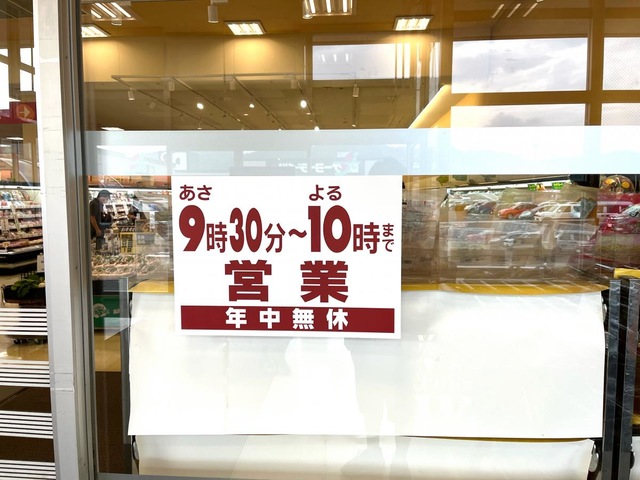 あさ よる
9時30分~10時まで
営業
年中無休